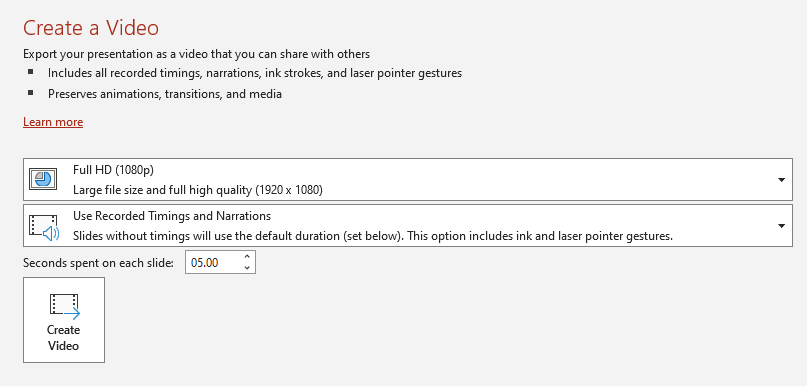 Create a Video
Export your presentation as a video that you can share with others
Includes all recorded timings, narrations, ink strokes, and laser pointer gestures
Preserves animations, transitions, and media
Learn more
Full HD (1080p)
Large file size and full high quality (1920 x 1080)
Use Recorded Timings and Narrations
Slides without timings will use the default duration (set below). This option includes ink and laser pointer gestures.
Seconds spent on each slide: 05.00
Create
Video